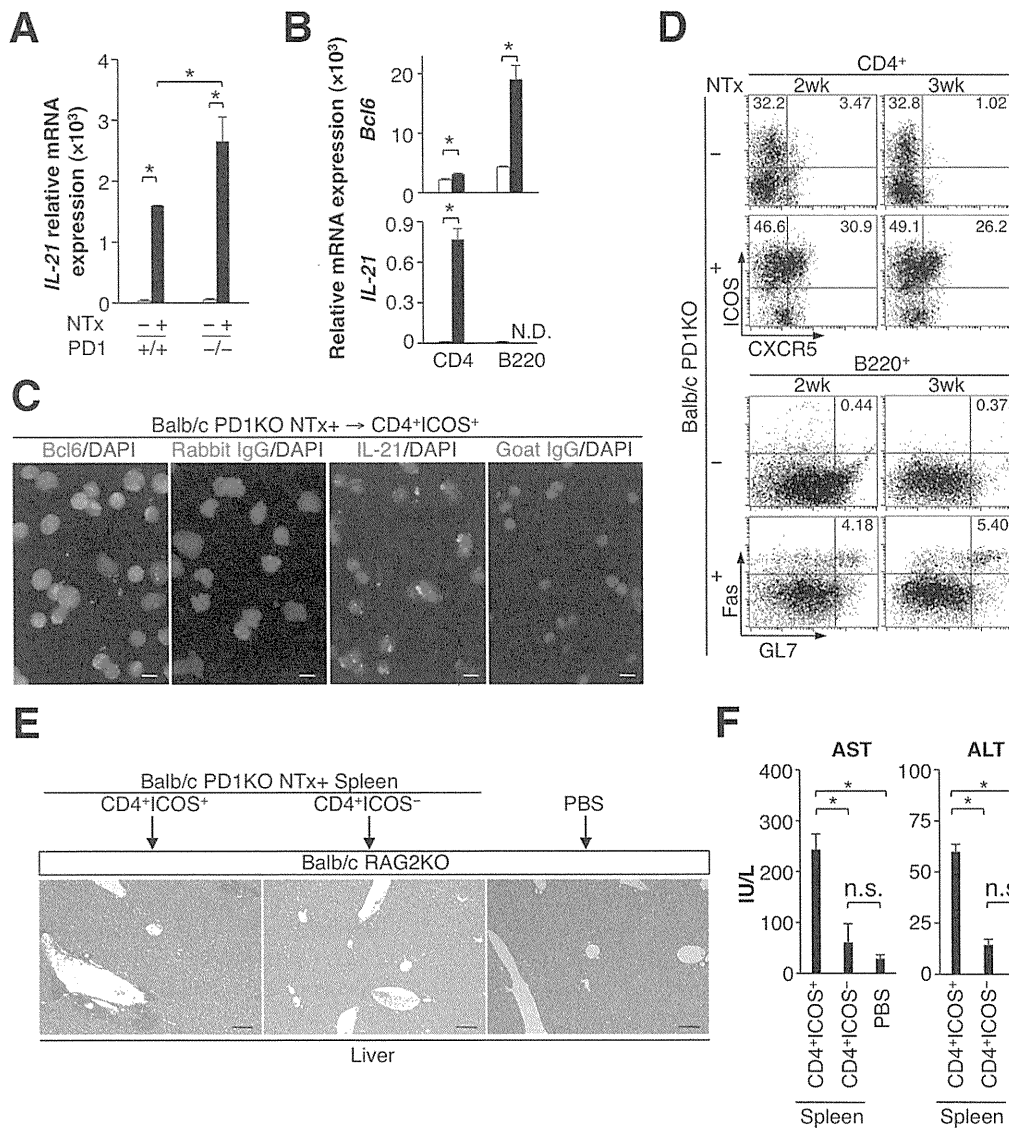 A
IL-21 relative mRNA
expression (×10³)
4
3
2
1
0
*
*
*
NTx
− +
− +
PD1
+/+
−/−
B
Relative mRNA expression (×10³)
Bcl6
20
10
0
*
*
IL-21
0.9
0.6
0.3
0
*
N.D.
CD4
B220
C
Balb/c PD1KO NTx+ → CD4⁺ICOS⁺
Bcl6/DAPI
Rabbit IgG/DAPI
IL-21/DAPI
Goat IgG/DAPI
D
CD4⁺
NTx
2wk
3wk
Balb/c PD1KO
−
32.2
3.47
32.8
1.02
+
46.6
30.9
49.1
26.2
ICOS
CXCR5
B220⁺
2wk
3wk
−
0.44
0.37
+
4.18
5.40
Fas
GL7
E
Balb/c PD1KO NTx+ Spleen
CD4⁺ICOS⁺
CD4⁺ICOS⁻
PBS
Balb/c RAG2KO
Liver
F
AST
IU/L
400
300
200
100
0
*
*
n.s.
CD4⁺ICOS⁺
CD4⁺ICOS⁻
PBS
Spleen
ALT
100
75
50
25
0
*
*
n.s
CD4⁺ICOS⁺
CD4⁺ICOS⁻
Spleen